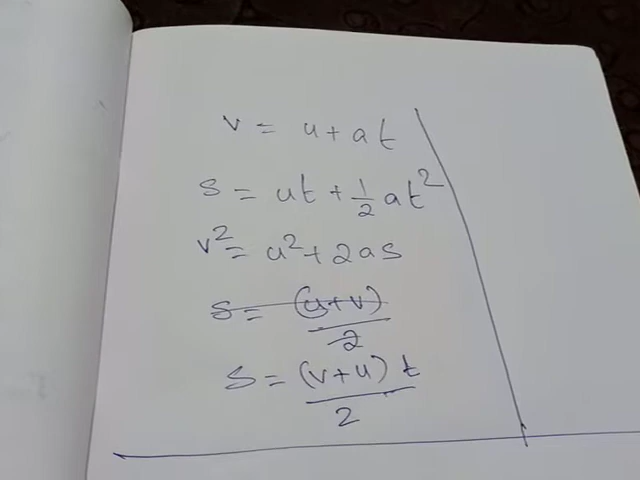 v = u + at
s = ut + 1/2 at²
v² = u² + 2as
s = (u+v)/2
s = (v+u) t/2